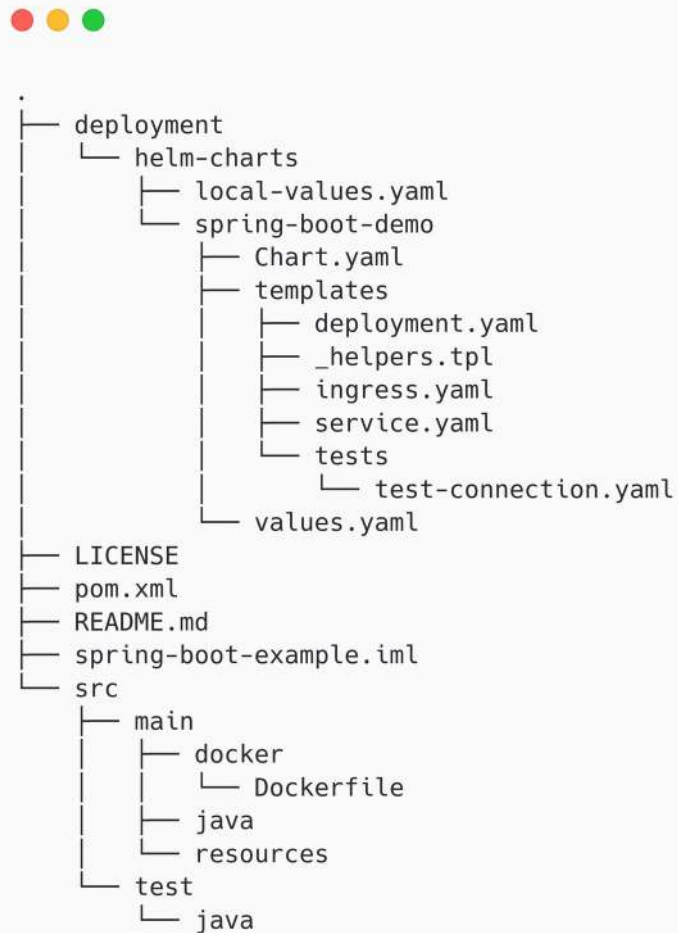 .
├── deployment
│   └── helm-charts
│       ├── local-values.yaml
│       └── spring-boot-demo
│           ├── Chart.yaml
│           ├── templates
│           │   ├── deployment.yaml
│           │   ├── _helpers.tpl
│           │   ├── ingress.yaml
│           │   ├── service.yaml
│           │   └── tests
│           │       └── test-connection.yaml
│           └── values.yaml
├── LICENSE
├── pom.xml
├── README.md
├── spring-boot-example.iml
└── src
    ├── main
    │   ├── docker
    │   │   └── Dockerfile
    │   ├── java
    │   └── resources
    └── test
        └── java